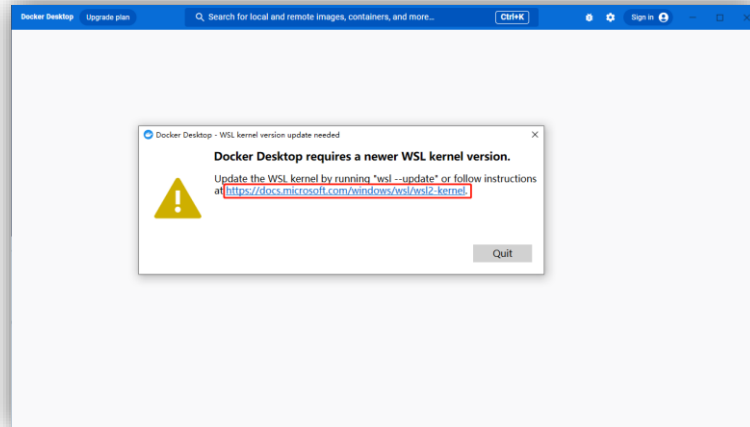 Docker Desktop Upgrade plan Search for local and remote images, containers, and more... Ctrl+K Sign in
Docker Desktop - WSL kernel version update needed
Docker Desktop requires a newer WSL kernel version.
Update the WSL kernel by running "wsl --update" or follow instructions
at https://docs.microsoft.com/windows/wsl/wsl2-kernel.
Quit